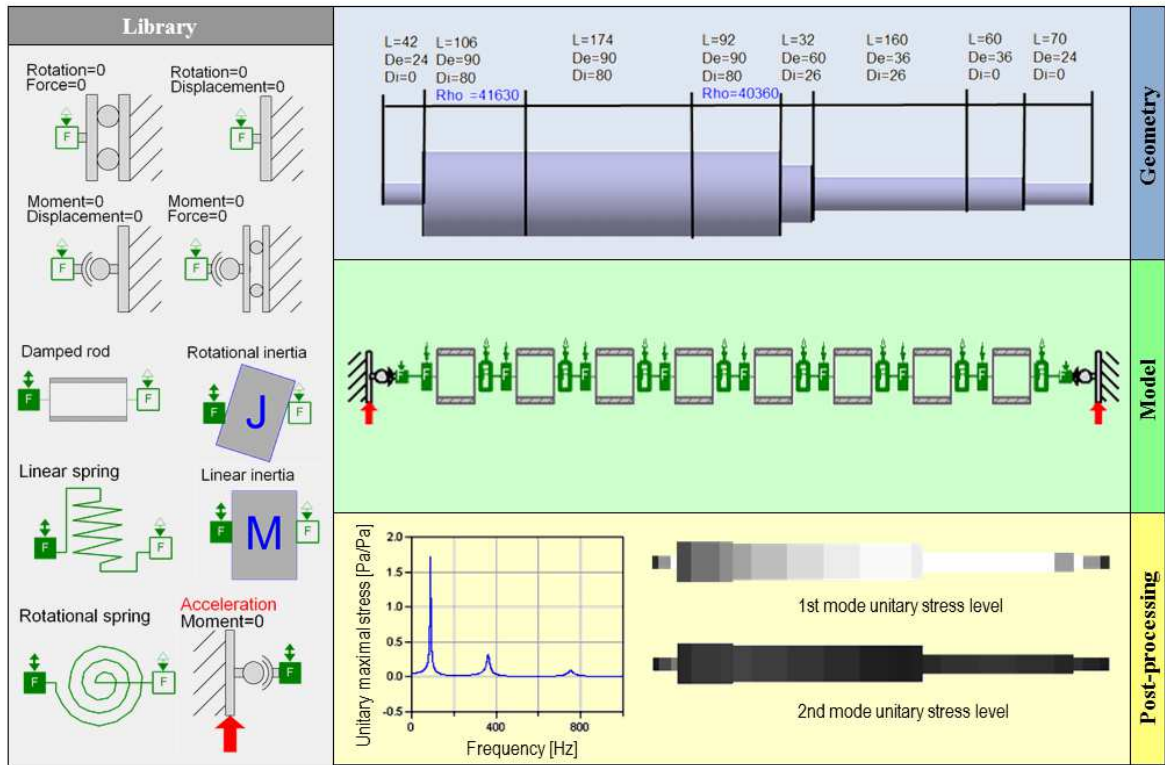 Library
Rotation=0
Force=0
Rotation=0
Displacement=0
F
F
Moment=0
Displacement=0
Moment=0
Force=0
F
F
Damped rod
F
F
Rotational inertia
F
J
F
Linear spring
F
F
Linear inertia
F
M
F
Rotational spring
F
F
Acceleration
Moment=0
F
L=42
De=24
Di=0
L=106
De=90
Di=80
Rho =41630
L=174
De=90
Di=80
L=92
De=90
Di=80
Rho=40360
L=32
De=60
Di=26
L=160
De=36
Di=26
L=60
De=36
Di=0
L=70
De=24
Di=0
Geometry
Model
Unitary maximal stress [Pa/Pa]
2.0
1.5
1.0
0.5
0.0
-0.5
0
400
800
Frequency [Hz]
1st mode unitary stress level
2nd mode unitary stress level
Post-processing